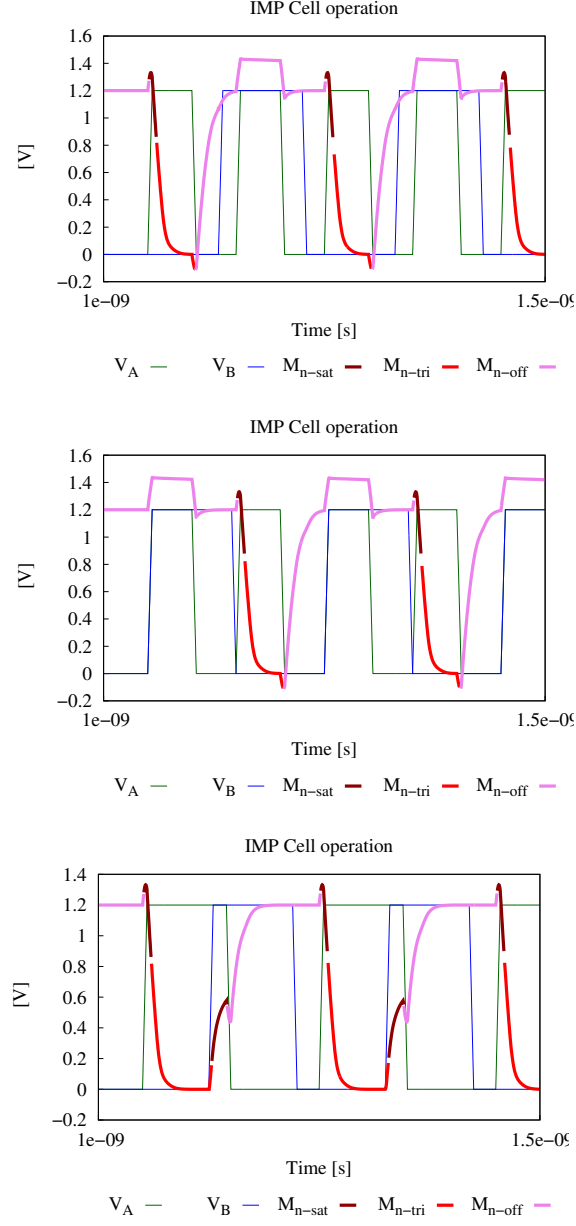 IMP Cell operation
1.6
1.4
1.2
1
0.8
0.6
0.4
0.2
0
−0.2
[V]
1e−09
1.5e−09
Time [s]
V_A V_B M_n−sat M_n−tri M_n−off
IMP Cell operation
1.6
1.4
1.2
1
0.8
0.6
0.4
0.2
0
−0.2
[V]
1e−09
1.5e−09
Time [s]
V_A V_B M_n−sat M_n−tri M_n−off
IMP Cell operation
1.4
1.2
1
0.8
0.6
0.4
0.2
0
−0.2
[V]
1e−09
1.5e−09
Time [s]
V_A V_B M_n−sat M_n−tri M_n−off